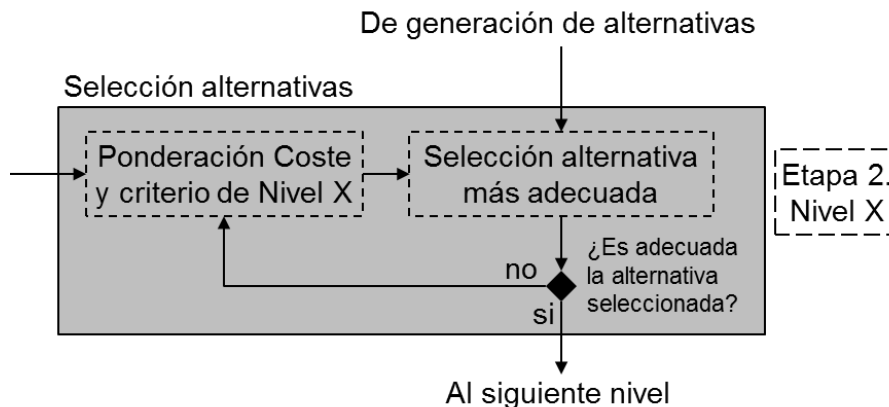 De generación de alternativas
Selección alternativas
Ponderación Coste
y criterio de Nivel X
Selección alternativa
más adecuada
Etapa 2.
Nivel X
¿Es adecuada
la alternativa
seleccionada?
no
si
Al siguiente nivel